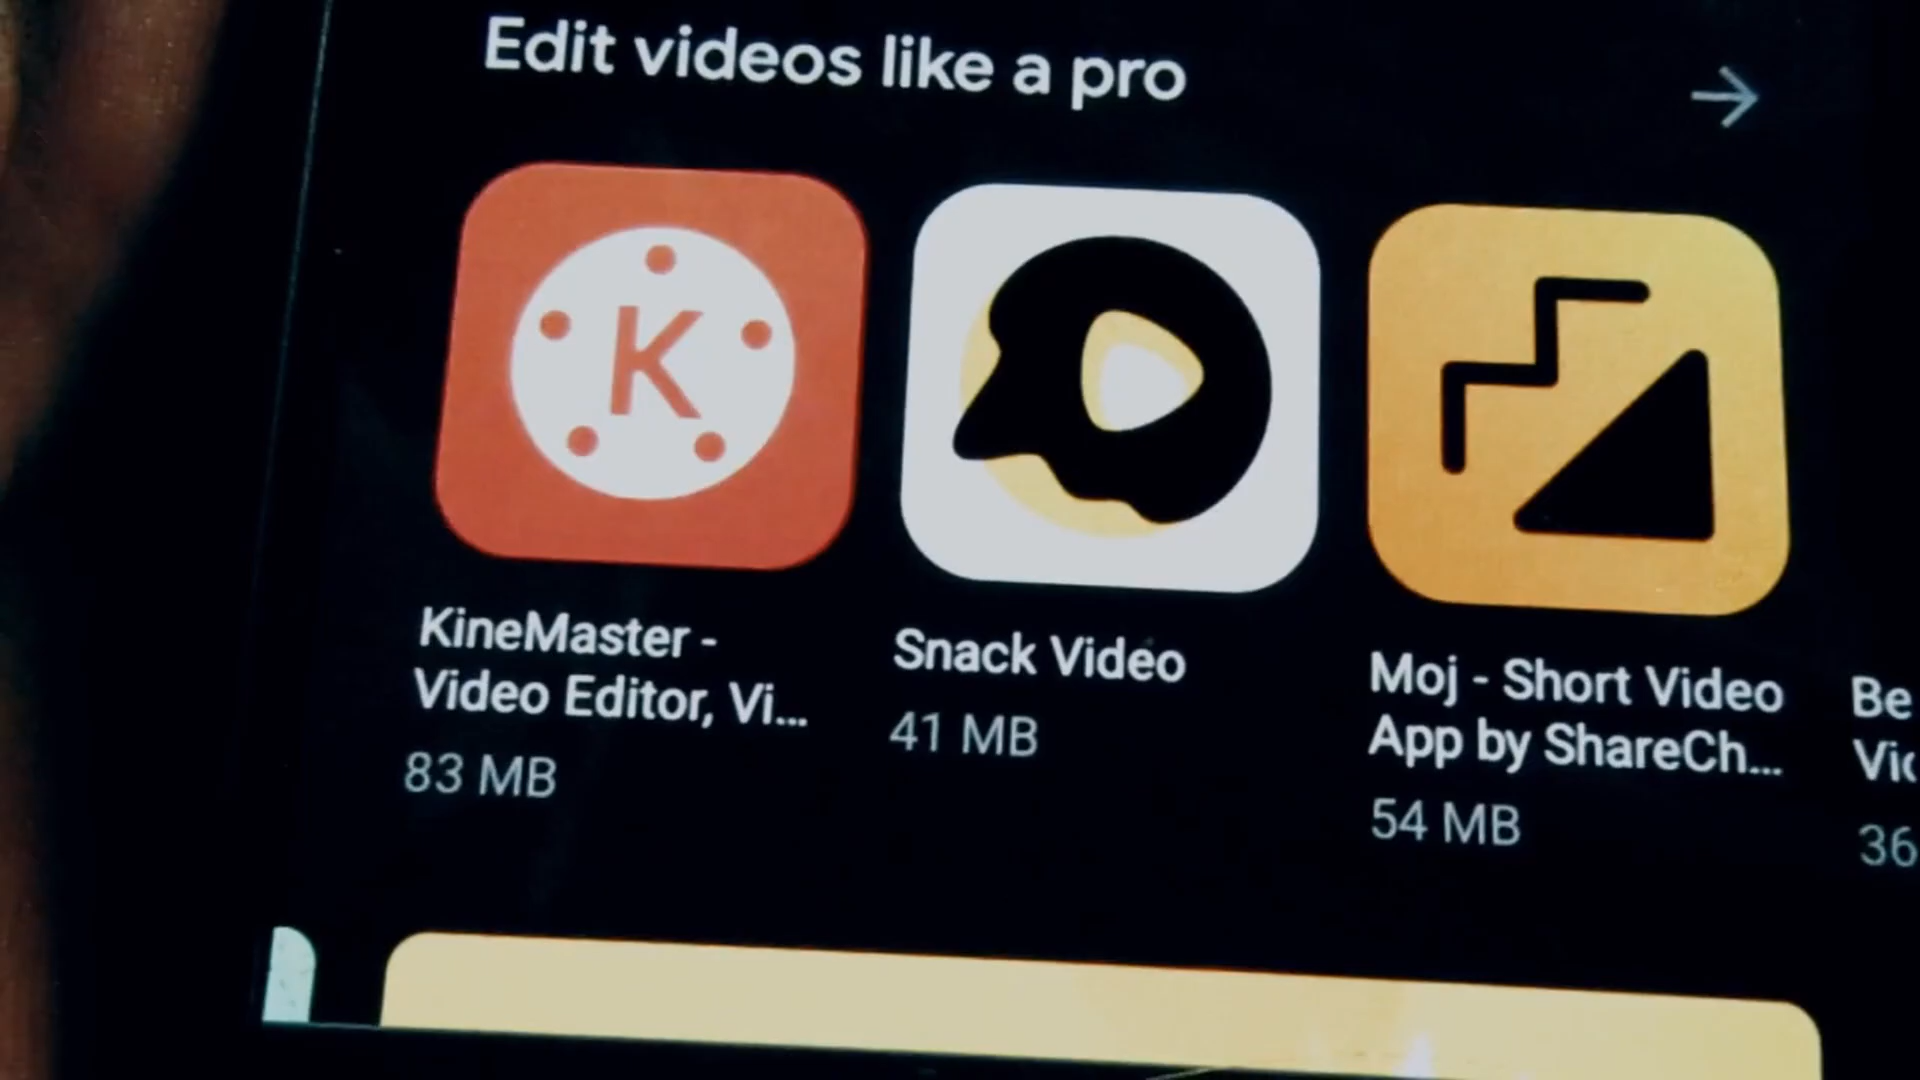 Edit videos like a pro
K
KineMaster -
Video Editor, Vi...
83 MB
Snack Video
41 MB
Moj - Short Video
App by ShareCh...
54 MB
Be
36